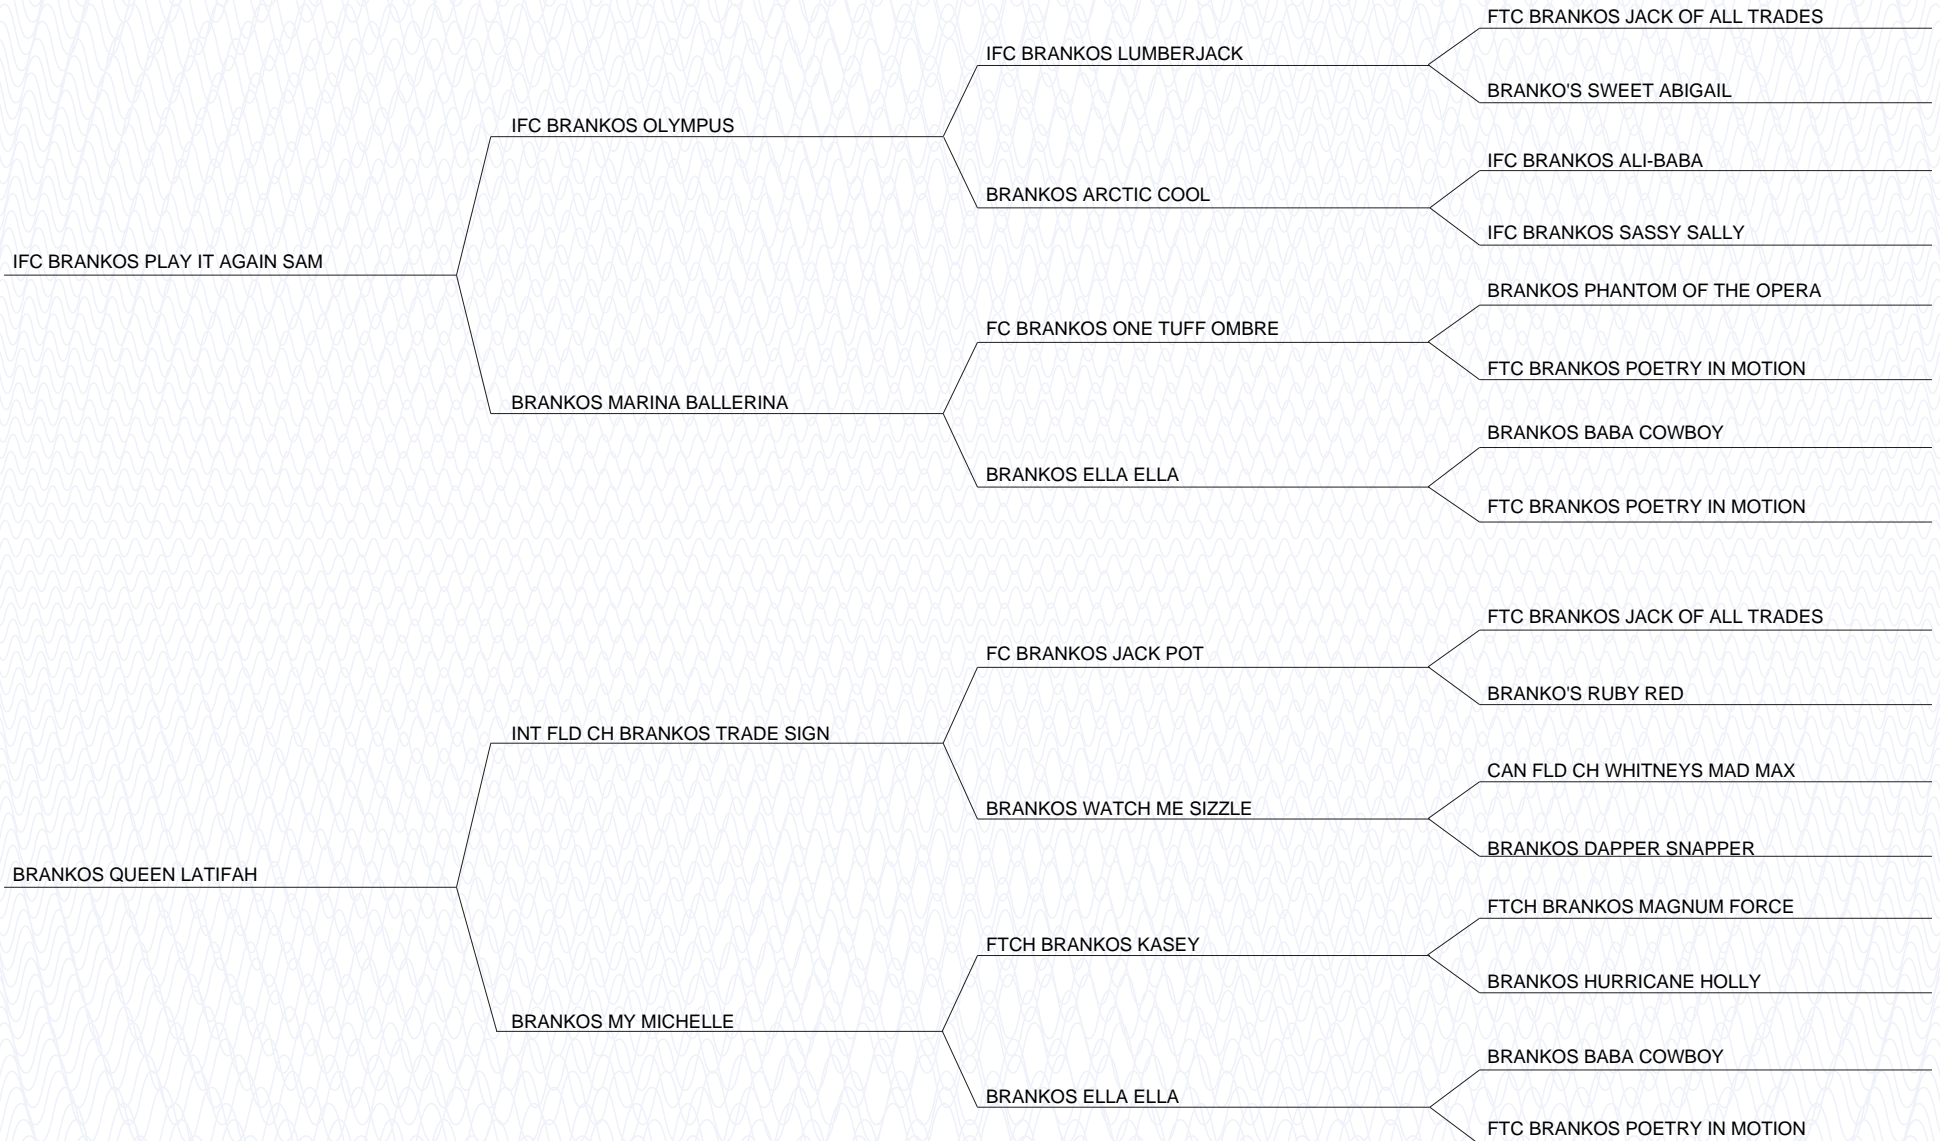 FTC BRANKOS JACK OF ALL TRADES
IFC BRANKOS LUMBERJACK
BRANKO'S SWEET ABIGAIL
IFC BRANKOS OLYMPUS
IFC BRANKOS ALI-BABA
BRANKOS ARCTIC COOL
IFC BRANKOS SASSY SALLY
IFC BRANKOS PLAY IT AGAIN SAM
BRANKOS PHANTOM OF THE OPERA
FC BRANKOS ONE TUFF OMBRE
FTC BRANKOS POETRY IN MOTION
BRANKOS MARINA BALLERINA
BRANKOS BABA COWBOY
BRANKOS ELLA ELLA
FTC BRANKOS POETRY IN MOTION
FTC BRANKOS JACK OF ALL TRADES
FC BRANKOS JACK POT
BRANKO'S RUBY RED
INT FLD CH BRANKOS TRADE SIGN
CAN FLD CH WHITNEYS MAD MAX
BRANKOS WATCH ME SIZZLE
BRANKOS DAPPER SNAPPER
BRANKOS QUEEN LATIFAH
FTCH BRANKOS MAGNUM FORCE
FTCH BRANKOS KASEY
BRANKOS HURRICANE HOLLY
BRANKOS MY MICHELLE
BRANKOS BABA COWBOY
BRANKOS ELLA ELLA
FTC BRANKOS POETRY IN MOTION